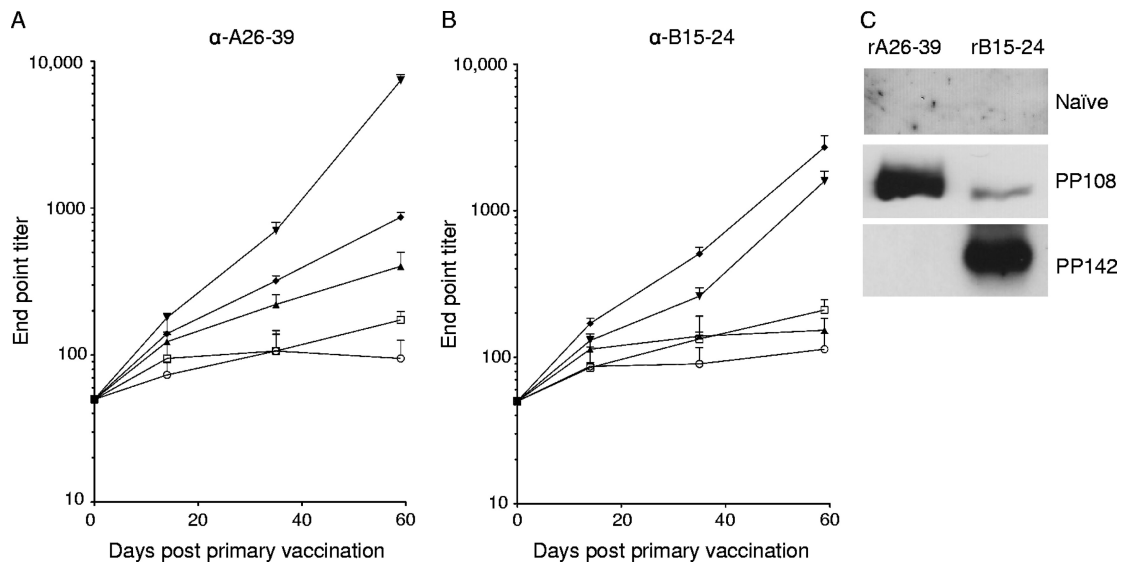 A
α-A26-39
10,000
1000
100
10
0
20
40
60
End point titer
Days post primary vaccination
B
α-B15-24
10,000
1000
100
10
0
20
40
60
End point titer
Days post primary vaccination
C
rA26-39 rB15-24
Naïve
PP108
PP142